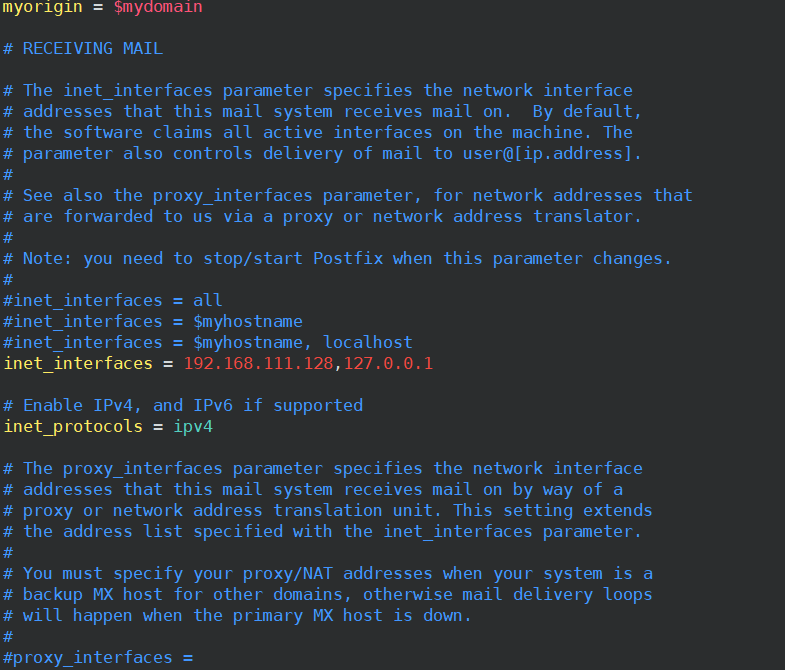 myorigin = $mydomain
# RECEIVING MAIL
# The inet_interfaces parameter specifies the network interface
# addresses that this mail system receives mail on.  By default,
# the software claims all active interfaces on the machine. The
# parameter also controls delivery of mail to user@[ip.address].
#
# See also the proxy_interfaces parameter, for network addresses that
# are forwarded to us via a proxy or network address translator.
#
# Note: you need to stop/start Postfix when this parameter changes.
#
#inet_interfaces = all
#inet_interfaces = $myhostname
#inet_interfaces = $myhostname, localhost
inet_interfaces = 192.168.111.128,127.0.0.1
# Enable IPv4, and IPv6 if supported
inet_protocols = ipv4
# The proxy_interfaces parameter specifies the network interface
# addresses that this mail system receives mail on by way of a
# proxy or network address translation unit. This setting extends
# the address list specified with the inet_interfaces parameter.
#
# You must specify your proxy/NAT addresses when your system is a
# backup MX host for other domains, otherwise mail delivery loops
# will happen when the primary MX host is down.
#
#proxy_interfaces =